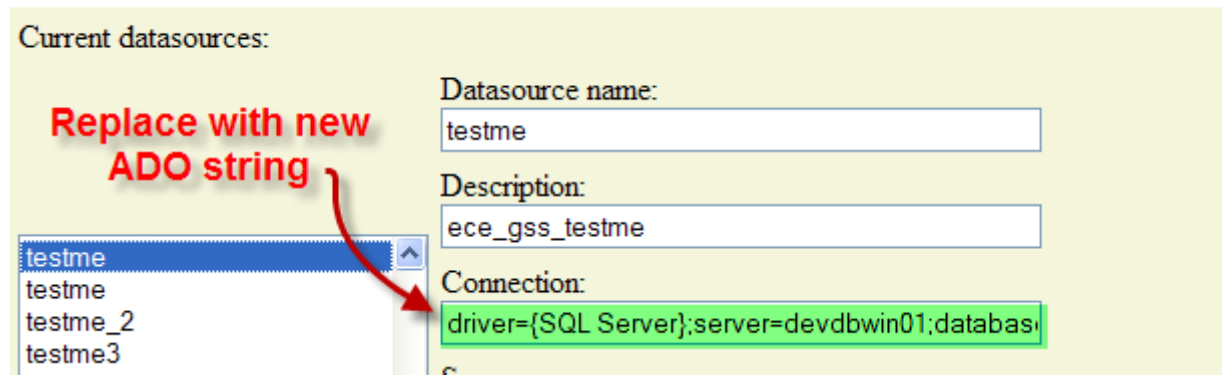 Current datasources:
Datasource name:
Replace with new
ADO string
testme
Description:
ece_gss_testme
testme
testme
testme_2
testme3
Connection:
driver={SQL Server};server=devdbwin01;databas